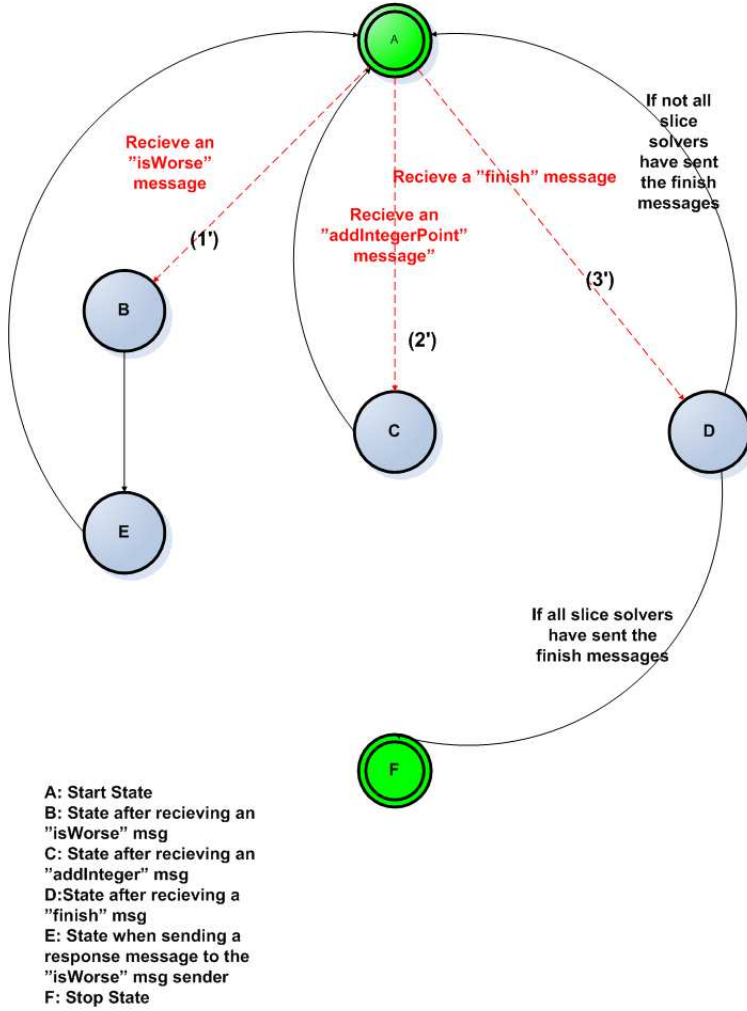 A
If not all
slice
solvers
have sent
the finish
messages
Recieve an
”isWorse”
message
Recieve a ”finish” message
Recieve an
”addIntegerPoint”
message”
(1')
(3')
B
(2')
C
D
E
If all slice solvers
have sent the
finish messages
F
A: Start State
B: State after recieving an
”isWorse” msg
C: State after recieving an
”addInteger” msg
D:State after recieving a
”finish” msg
E: State when sending a
response message to the
”isWorse” msg sender
F: Stop State